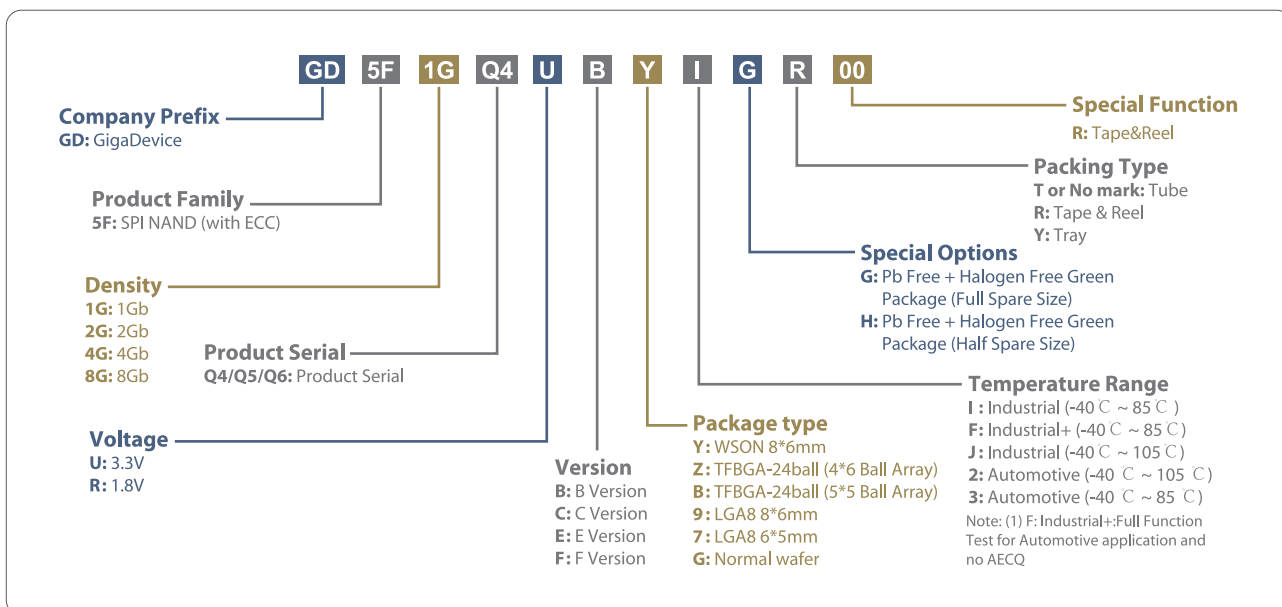 GD 5F 1G Q4 U B Y I G R 00
Company Prefix
GD: GigaDevice
Product Family
5F: SPI NAND (with ECC)
Density
1G: 1Gb
2G: 2Gb
4G: 4Gb
8G: 8Gb
Product Serial
Q4/Q5/Q6: Product Serial
Voltage
U: 3.3V
R: 1.8V
Version
B: B Version
C: C Version
E: E Version
F: F Version
Package type
Y: WSON 8*6mm
Z: TFBGA-24ball (4*6 Ball Array)
B: TFBGA-24ball (5*5 Ball Array)
9: LGA8 8*6mm
7: LGA8 6*5mm
G: Normal wafer
Temperature Range
I : Industrial (-40℃ ~ 85℃)
F: Industrial+ (-40℃ ~ 85℃)
J: Industrial (-40℃ ~ 105℃)
2: Automotive (-40 ℃ ~ 105℃)
3: Automotive (-40 ℃ ~ 85 ℃)
Note: (1) F: Industrial+:Full Function
Test for Automotive application and
no AECQ
Special Options
G: Pb Free + Halogen Free Green
Package (Full Spare Size)
H: Pb Free + Halogen Free Green
Package (Half Spare Size)
Packing Type
T or No mark: Tube
R: Tape & Reel
Y: Tray
Special Function
R: Tape&Reel